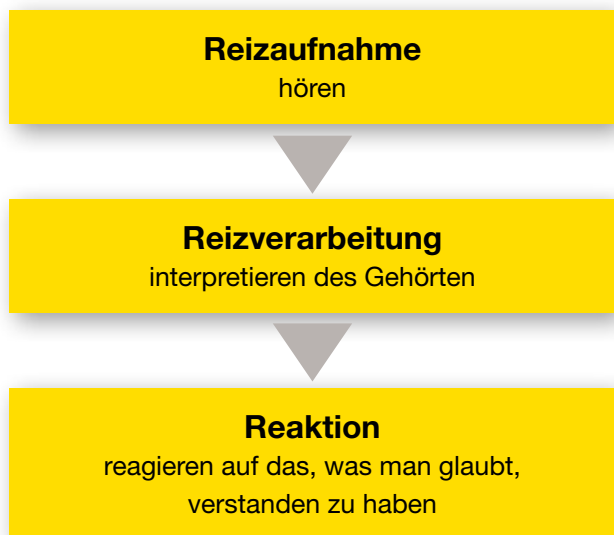 Reizaufnahme
hören
Reizverarbeitung
interpretieren des Gehörten
Reaktion
reagieren auf das, was man glaubt,
verstanden zu haben